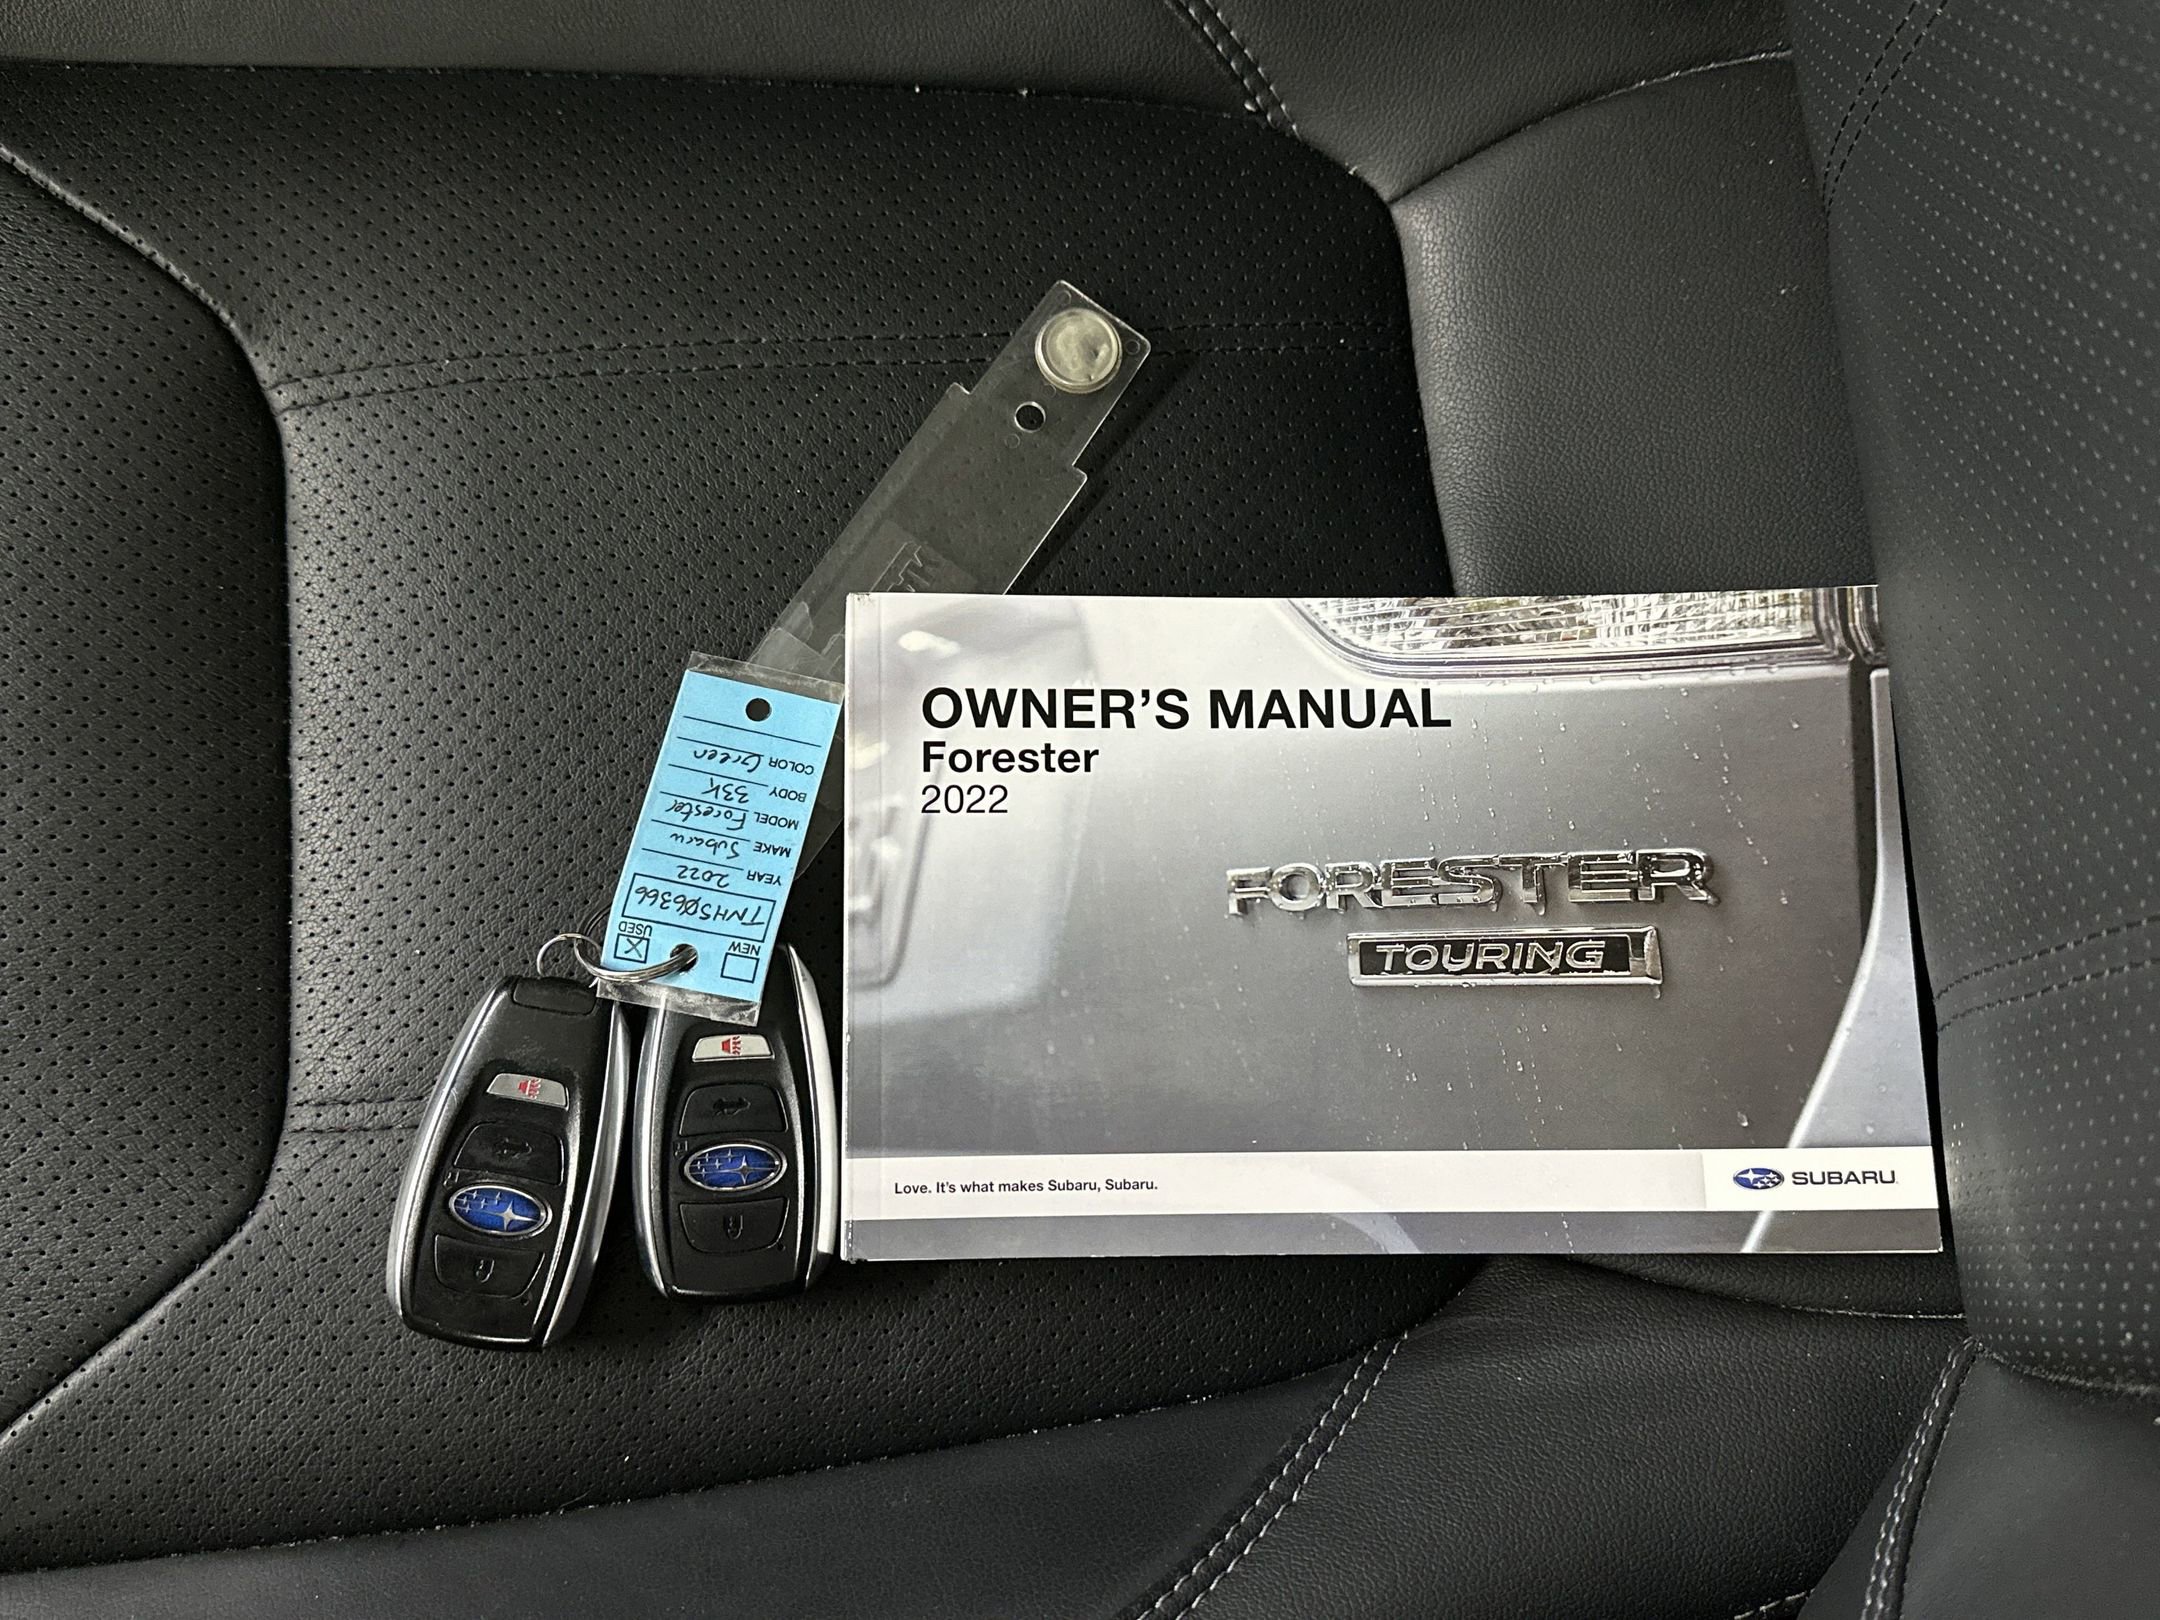 OWNER'S MANUAL
Forester
2022
FORESTER
TOURING
Love. It's what makes Subaru, Subaru.
SUBARU
NEW
USED
TNH506366
YEAR 2022
MAKE Subaru
MODEL Forester
BODY 33K
COLOR Green